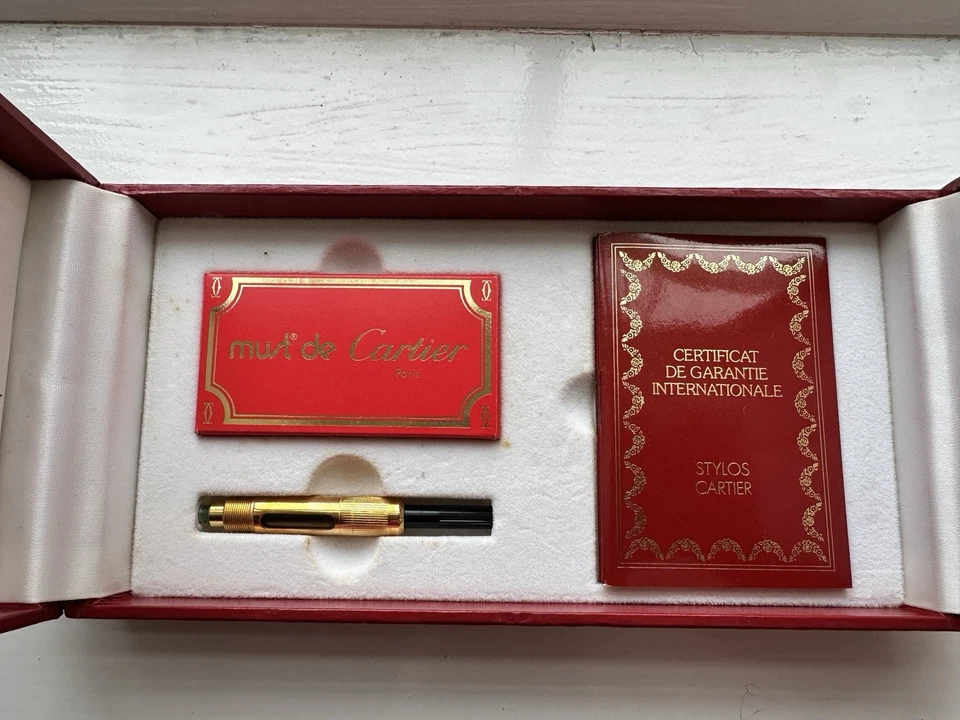 must® de Cartier
Paris
CERTIFICAT
DE GARANTIE
INTERNATIONALE
STYLOS
CARTIER